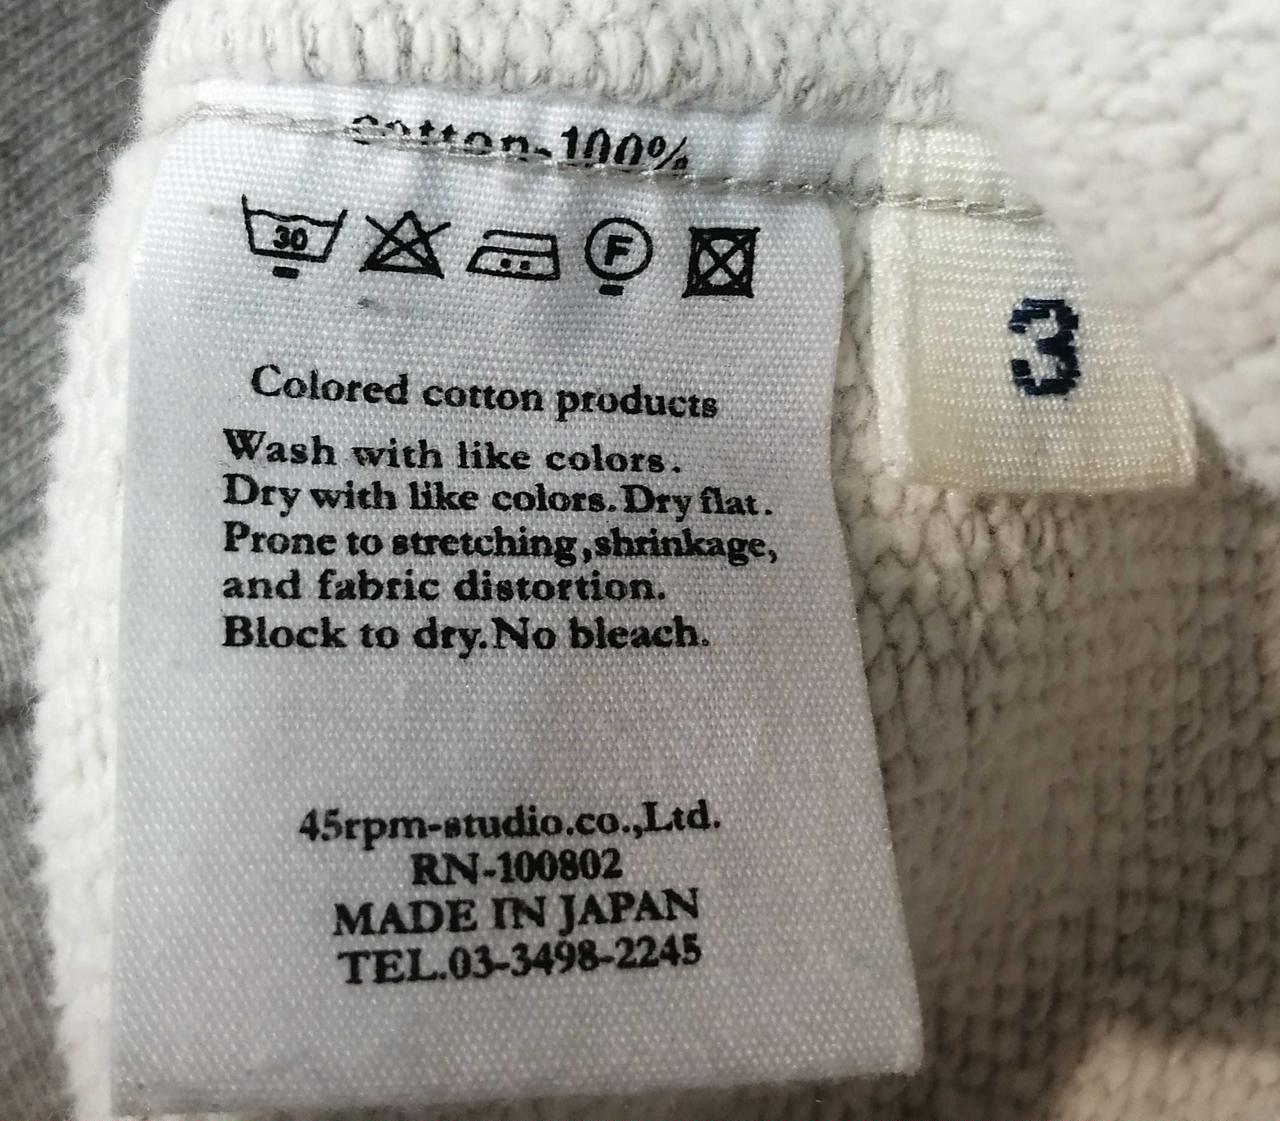 cotton-100%
30
F
3
Colored cotton products
Wash with like colors.
Dry with like colors. Dry flat.
Prone to stretching, shrinkage,
and fabric distortion.
Block to dry. No bleach.
45rpm-studio.co.,Ltd.
RN-100802
MADE IN JAPAN
TEL.03-3498-2245